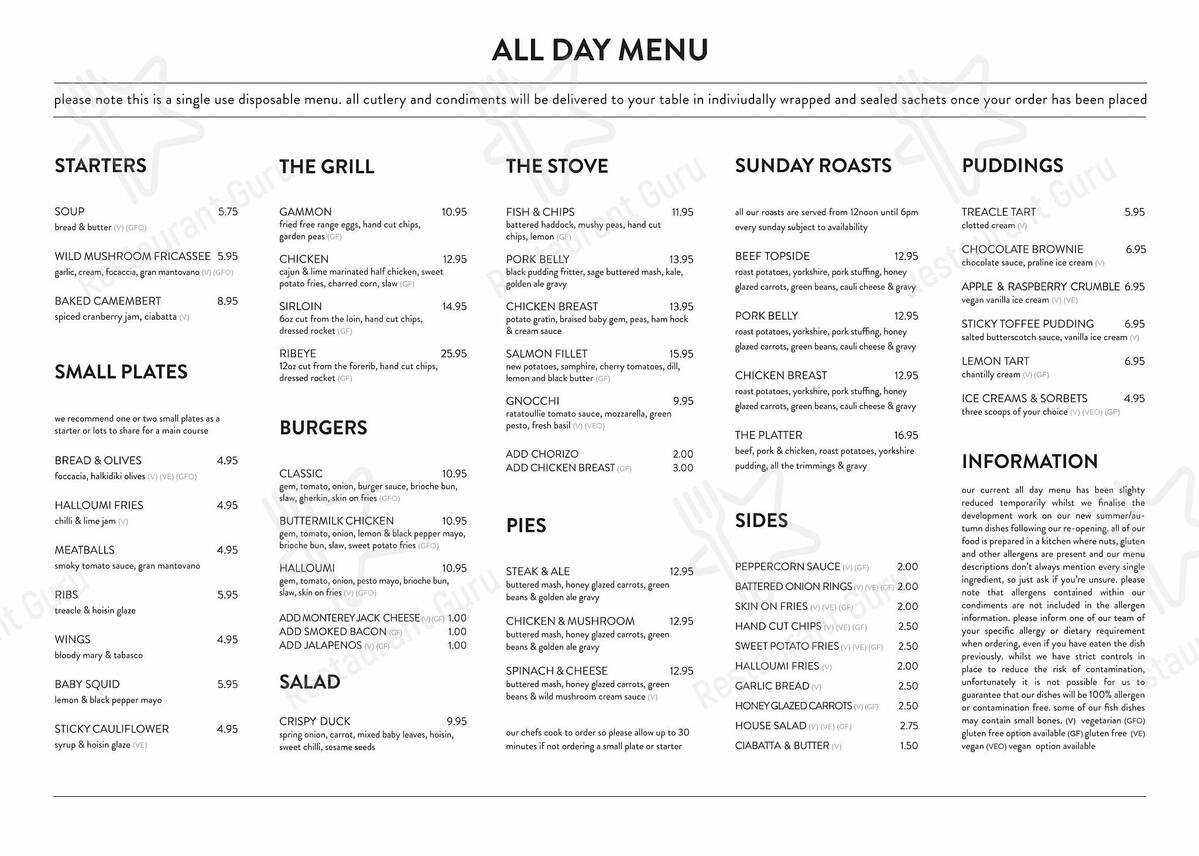 ALL DAY MENU
please note this is a single use disposable menu. all cutlery and condiments will be delivered to your table in indiviudally wrapped and sealed sachets once your order has been placed
STARTERS
SOUP 5.75
bread & butter (V) (GFO)
WILD MUSHROOM FRICASSEE 5.95
garlic, cream, focaccia, gran mantovano (V) (GFO)
BAKED CAMEMBERT 8.95
spiced cranberry jam, ciabatta (V)
SMALL PLATES
we recommend one or two small plates as a
starter or lots to share for a main course
BREAD & OLIVES 4.95
foccacia, halkidiki olives (V) (VE) (GFO)
HALLOUMI FRIES 4.95
chilli & lime jam (V)
MEATBALLS 4.95
smoky tomato sauce, gran mantovano
RIBS 5.95
treacle & hoisin glaze
WINGS 4.95
bloody mary & tabasco
BABY SQUID 5.95
lemon & black pepper mayo
STICKY CAULIFLOWER 4.95
syrup & hoisin glaze (VE)
THE GRILL
GAMMON 10.95
fried free range eggs, hand cut chips,
garden peas (GF)
CHICKEN 12.95
cajun & lime marinated half chicken, sweet
potato fries, charred corn, slaw (GF)
SIRLOIN 14.95
6oz cut from the loin, hand cut chips,
dressed rocket (GF)
RIBEYE 25.95
12oz cut from the forerib, hand cut chips,
dressed rocket (GF)
BURGERS
CLASSIC 10.95
gem, tomato, onion, burger sauce, brioche bun,
slaw, gherkin, skin on fries (GFO)
BUTTERMILK CHICKEN 10.95
gem, tomato, onion, lemon & black pepper mayo,
brioche bun, slaw, sweet potato fries (GFO)
HALLOUMI 10.95
gem, tomato, onion, pesto mayo, brioche bun,
slaw, skin on fries (V) (GFO)
ADD MONTEREY JACK CHEESE (V) (GF) 1.00
ADD SMOKED BACON (GF) 1.00
ADD JALAPENOS (V) (GF) 1.00
SALAD
CRISPY DUCK 9.95
spring onion, carrot, mixed baby leaves, hoisin,
sweet chilli, sesame seeds
THE STOVE
FISH & CHIPS 11.95
battered haddock, mushy peas, hand cut
chips, lemon (GF)
PORK BELLY 13.95
black pudding fritter, sage buttered mash, kale,
golden ale gravy
CHICKEN BREAST 13.95
potato gratin, braised baby gem, peas, ham hock
& cream sauce
SALMON FILLET 15.95
new potatoes, samphire, cherry tomatoes, dill,
lemon and black butter (GF)
GNOCCHI 9.95
ratatoullie tomato sauce, mozzarella, green
pesto, fresh basil (V) (VEO)
ADD CHORIZO 2.00
ADD CHICKEN BREAST (GF) 3.00
PIES
STEAK & ALE 12.95
buttered mash, honey glazed carrots, green
beans & golden ale gravy
CHICKEN & MUSHROOM 12.95
buttered mash, honey glazed carrots, green
beans & golden ale gravy
SPINACH & CHEESE 12.95
buttered mash, honey glazed carrots, green
beans & wild mushroom cream sauce (V)
our chefs cook to order so please allow up to 30
minutes if not ordering a small plate or starter
SUNDAY ROASTS
all our roasts are served from 12noon until 6pm
every sunday subject to availability
BEEF TOPSIDE 12.95
roast potatoes, yorkshire, pork stuffing, honey
glazed carrots, green beans, cauli cheese & gravy
PORK BELLY 12.95
roast potatoes, yorkshire, pork stuffing, honey
glazed carrots, green beans, cauli cheese & gravy
CHICKEN BREAST 12.95
roast potatoes, yorkshire, pork stuffing, honey
glazed carrots, green beans, cauli cheese & gravy
THE PLATTER 16.95
beef, pork & chicken, roast potatoes, yorkshire
pudding, all the trimmings & gravy
SIDES
PEPPERCORN SAUCE (V) (GF) 2.00
BATTERED ONION RINGS (V) (VE) (GF) 2.00
SKIN ON FRIES (V) (VE) (GF) 2.00
HAND CUT CHIPS (V) (VE) (GF) 2.50
SWEET POTATO FRIES (V) (VE) (GF) 2.50
HALLOUMI FRIES (V) 2.00
GARLIC BREAD (V) 2.50
HONEY GLAZED CARROTS (V) (GF) 2.50
HOUSE SALAD (V) (VE) (GF) 2.75
CIABATTA & BUTTER (V) 1.50
PUDDINGS
TREACLE TART 5.95
clotted cream (V)
CHOCOLATE BROWNIE 6.95
chocolate sauce, praline ice cream (V)
APPLE & RASPBERRY CRUMBLE 6.95
vegan vanilla ice cream (V) (VE)
STICKY TOFFEE PUDDING 6.95
salted butterscotch sauce, vanilla ice cream (V)
LEMON TART 6.95
chantilly cream (V) (GF)
ICE CREAMS & SORBETS 4.95
three scoops of your choice (V) (VEO) (GF)
INFORMATION
our current all day menu has been slighty
reduced temporarily whilst we finalise the
development work on our new summer/au-
tumn dishes following our re-opening. all of our
food is prepared in a kitchen where nuts, gluten
and other allergens are present and our menu
descriptions don't always mention every single
ingredient, so just ask if you're unsure. please
note that allergens contained within our
condiments are not included in the allergen
information. please inform one of our team of
your specific allergy or dietary requirement
when ordering, even if you have eaten the dish
previously. whilst we have strict controls in
place to reduce the risk of contamination,
unfortunately it is not possible for us to
guarantee that our dishes will be 100% allergen
or contamination free. some of our fish dishes
may contain small bones. (V) vegetarian (GFO)
gluten free option available (GF) gluten free (VE)
vegan (VEO) vegan option available
Restaurant Guru
Restaurant Guru
Restaurant Guru
Restaurant Guru
Restaurant Guru